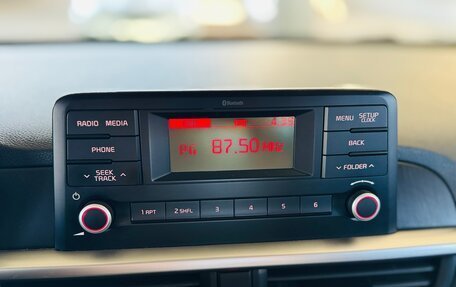 Bluetooth
RADIO MEDIA
MENU SETUP
CLOCK
PHONE
87.50 MHz
BACK
SEEK
TRACK
FOLDER
1 RPT 2 SHFL 3 4 5 6